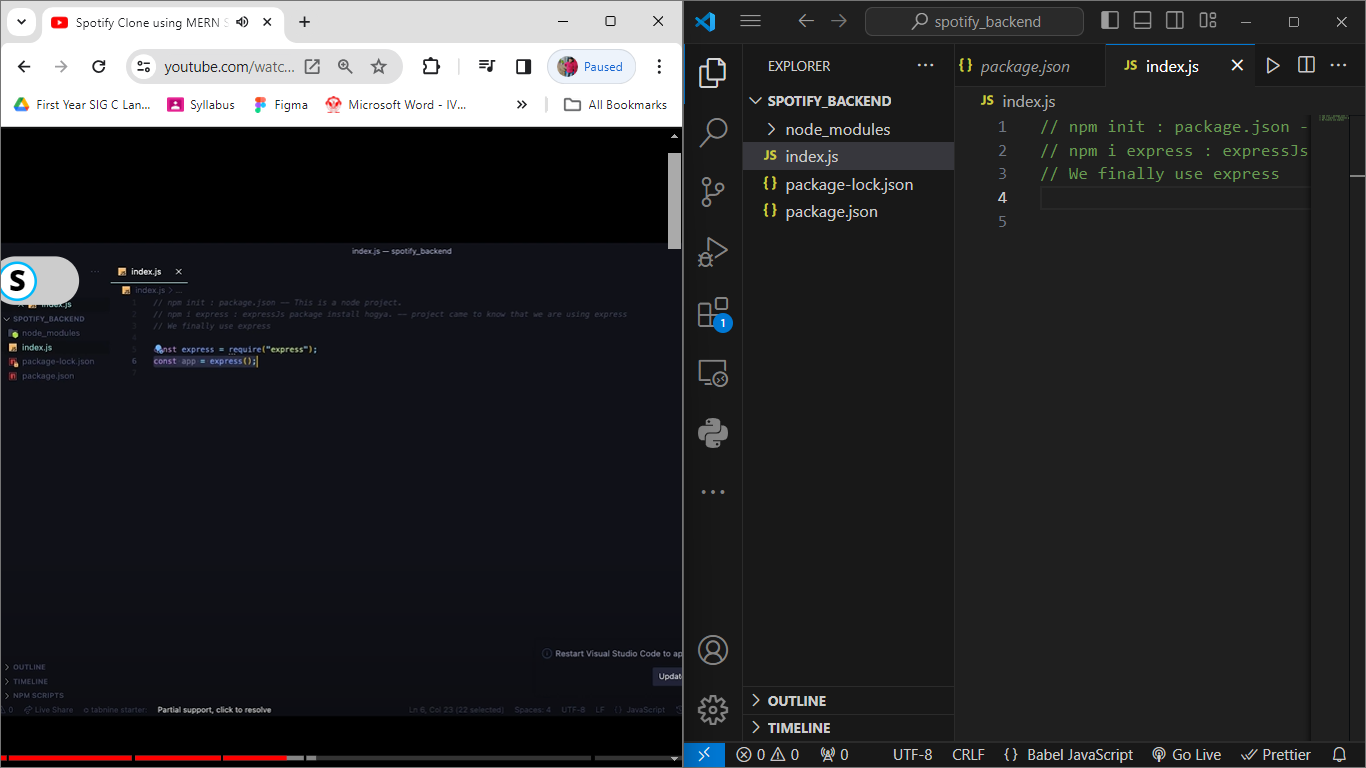 Spotify Clone using MERN S
youtube.com/watc...
Paused
First Year SIG C Lan...
Syllabus
Figma
Microsoft Word - IV...
»
All Bookmarks
index.js — spotify_backend
S
index.js
index.js > ...
index.js
SPOTIFY_BACKEND
node_modules
index.js
package-lock.json
package.json
1 // npm init : package.json -- This is a node project.
2 // npm i express : expressJs package install hogya. -- project came to know that we are using express
3 // We finally use express
4
5 const express = require("express");
6 const app = express();
7
Restart Visual Studio Code to ap
Update
OUTLINE
TIMELINE
NPM SCRIPTS
0 Live Share tabnine starter Partial support, click to resolve Ln 6, Col 23 (22 selected) Spaces: 4 UTF-8 LF {} JavaScript
spotify_backend
EXPLORER
SPOTIFY_BACKEND
node_modules
JS index.js
{} package-lock.json
{} package.json
1
OUTLINE
TIMELINE
{} package.json
JS index.js
JS index.js
1 // npm init : package.json -
2 // npm i express : expressJs
3 // We finally use express
4
5
0 0 0 UTF-8 CRLF {} Babel JavaScript Go Live Prettier